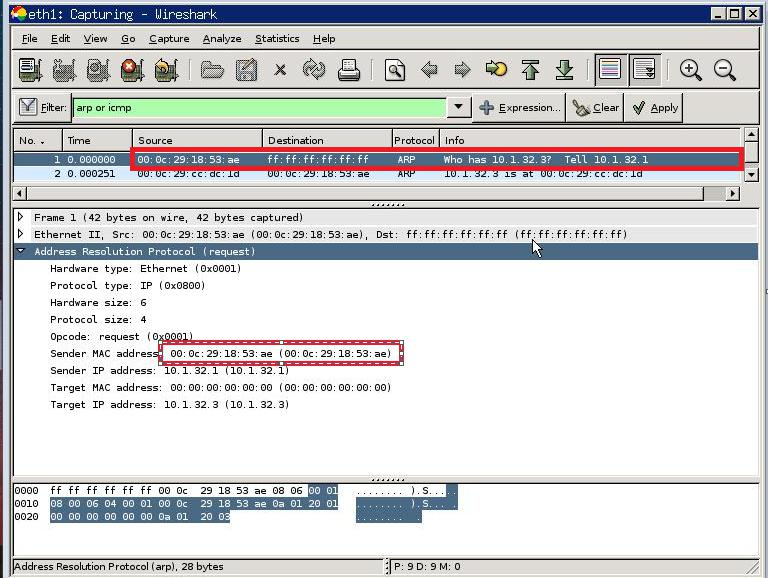 eth1: Capturing - Wireshark
File Edit View Go Capture Analyze Statistics Help
Filter: arp or icmp Expression... Clear Apply
No. . Time Source Destination Protocol Info
1 0.000000 00:0c:29:18:53:ae ff:ff:ff:ff:ff:ff ARP Who has 10.1.32.3? Tell 10.1.32.1
2 0.000251 00:0c:29:cc:dc:1d 00:0c:29:18:53:ae ARP 10.1.32.3 is at 00:0c:29:cc:dc:1d
Frame 1 (42 bytes on wire, 42 bytes captured)
Ethernet II, Src: 00:0c:29:18:53:ae (00:0c:29:18:53:ae), Dst: ff:ff:ff:ff:ff:ff (ff:ff:ff:ff:ff:ff)
Address Resolution Protocol (request)
Hardware type: Ethernet (0x0001)
Protocol type: IP (0x0800)
Hardware size: 6
Protocol size: 4
Opcode: request (0x0001)
Sender MAC address 00:0c:29:18:53:ae (00:0c:29:18:53:ae)
Sender IP address: 10.1.32.1 (10.1.32.1)
Target MAC address: 00:00:00:00:00:00 (00:00:00:00:00:00)
Target IP address: 10.1.32.3 (10.1.32.3)
0000 ff ff ff ff ff ff 00 0c 29 18 53 ae 08 06 00 01 ........ ).S.....
0010 08 00 06 04 00 01 00 0c 29 18 53 ae 0a 01 20 01 ........ ).S... .
0020 00 00 00 00 00 00 0a 01 20 03 ........ .
Address Resolution Protocol (arp), 28 bytes P: 9 D: 9 M: 0